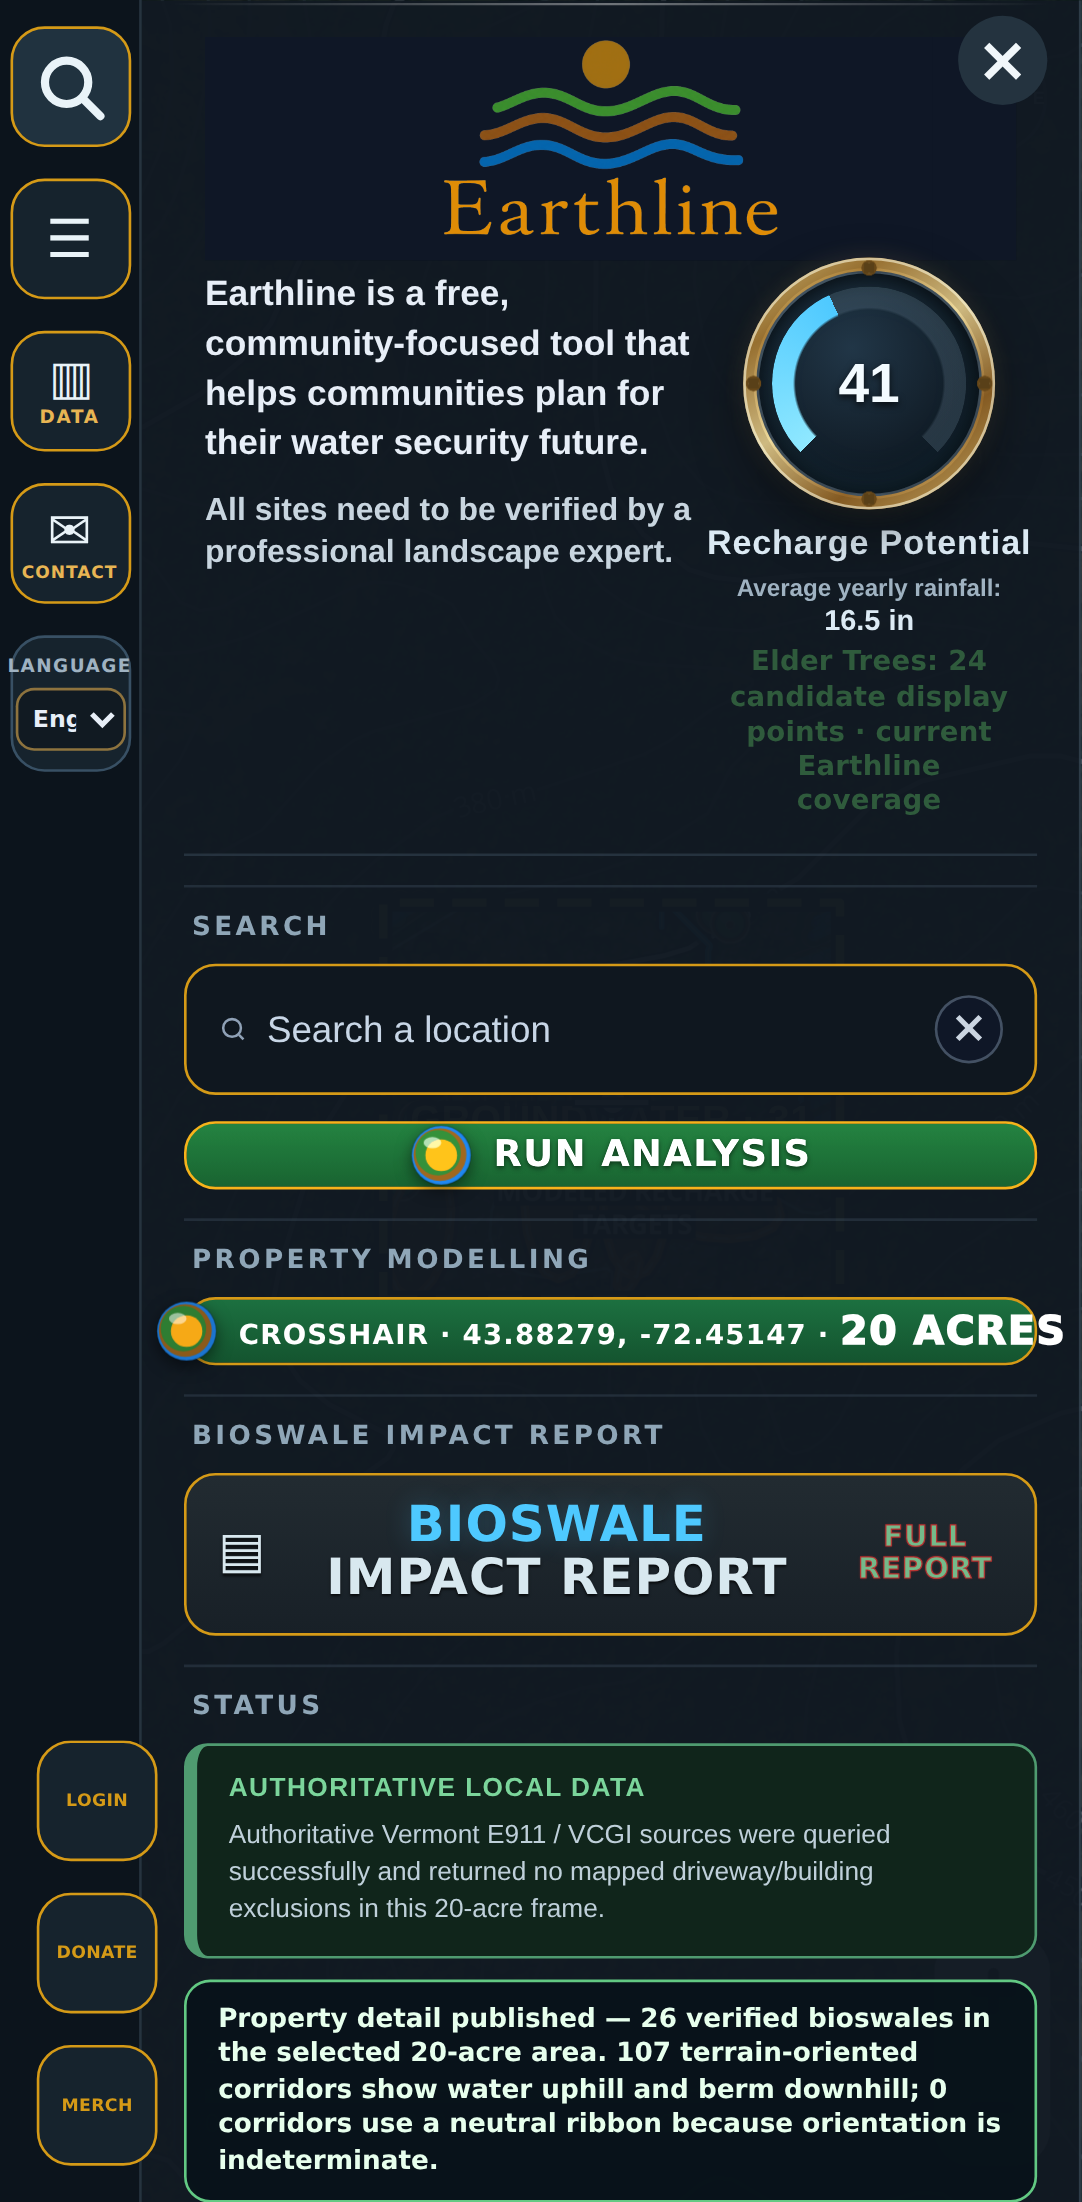 Earthline
Earthline is a free,
community-focused tool that
helps communities plan for
their water security future.
All sites need to be verified by a
professional landscape expert.
41
Recharge Potential
Average yearly rainfall:
16.5 in
Elder Trees: 24
candidate display
points · current
Earthline
coverage
DATA
CONTACT
LANGUAGE
Eng
SEARCH
Search a location
RUN ANALYSIS
MODELED RECHARGE
TARGETS
PROPERTY MODELLING
CROSSHAIR · 43.88279, -72.45147 · 20 ACRES
BIOSWALE IMPACT REPORT
BIOSWALE
IMPACT REPORT
FULL
REPORT
STATUS
AUTHORITATIVE LOCAL DATA
Authoritative Vermont E911 / VCGI sources were queried
successfully and returned no mapped driveway/building
exclusions in this 20-acre frame.
Property detail published — 26 verified bioswales in
the selected 20-acre area. 107 terrain-oriented
corridors show water uphill and berm downhill; 0
corridors use a neutral ribbon because orientation is
indeterminate.
LOGIN
DONATE
MERCH